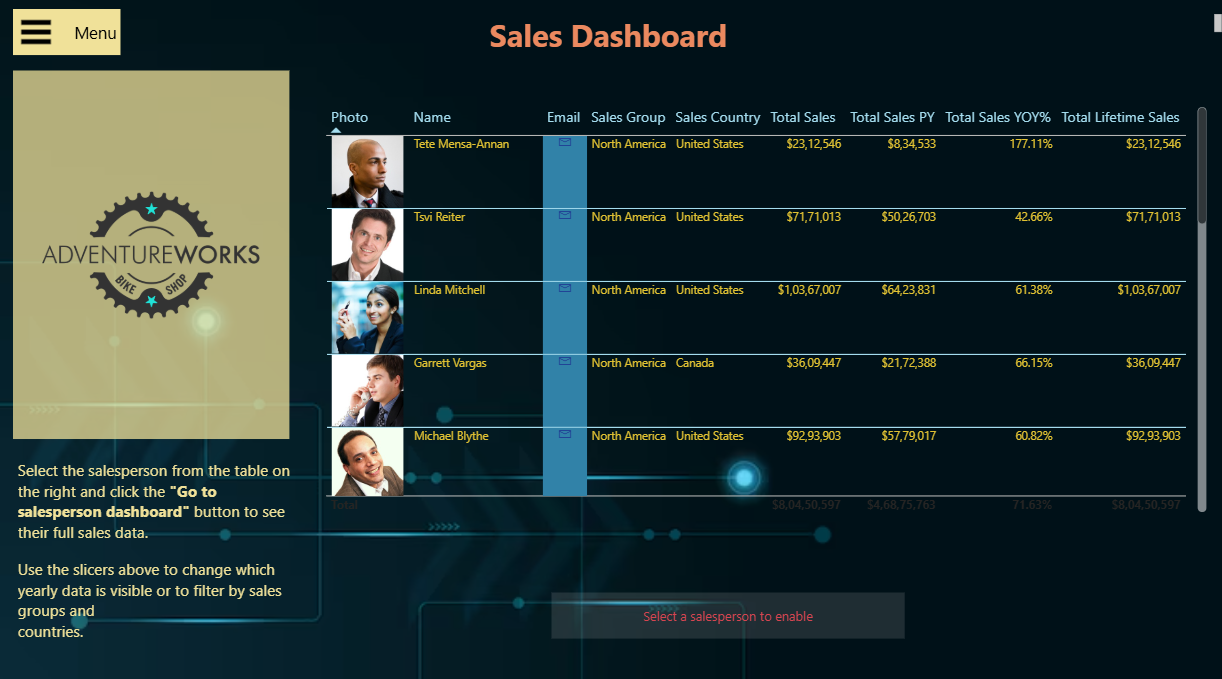 Menu
Sales Dashboard
ADVENTUREWORKS
BIKE SHOP
Photo Name Email Sales Group Sales Country Total Sales Total Sales PY Total Sales YOY% Total Lifetime Sales
Tete Mensa-Annan North America United States $23,12,546 $8,34,533 177.11% $23,12,546
Tsvi Reiter North America United States $71,71,013 $50,26,703 42.66% $71,71,013
Linda Mitchell North America United States $1,03,67,007 $64,23,831 61.38% $1,03,67,007
Garrett Vargas North America Canada $36,09,447 $21,72,388 66.15% $36,09,447
Michael Blythe North America United States $92,93,903 $57,79,017 60.82% $92,93,903
Total $8,04,50,597 $4,68,75,763 71.63% $8,04,50,597
Select the salesperson from the table on
the right and click the "Go to
salesperson dashboard" button to see
their full sales data.
Use the slicers above to change which
yearly data is visible or to filter by sales
groups and
countries.
Select a salesperson to enable